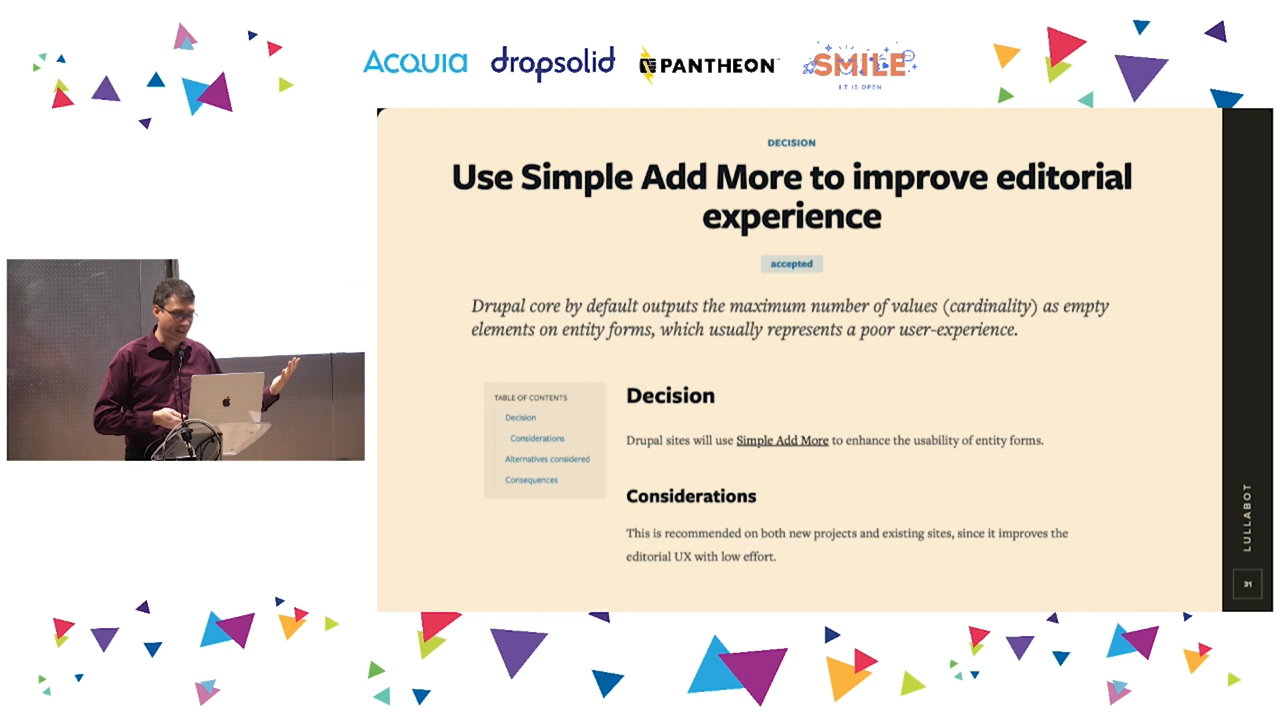 Acquia dropsolid PANTHEON SMILE
I.T IS OPEN
DECISION
Use Simple Add More to improve editorial
experience
accepted
Drupal core by default outputs the maximum number of values (cardinality) as empty
elements on entity forms, which usually represents a poor user-experience.
TABLE OF CONTENTS
Decision
Considerations
Alternatives considered
Consequences
Decision
Drupal sites will use Simple Add More to enhance the usability of entity forms.
Considerations
This is recommended on both new projects and existing sites, since it improves the
editorial UX with low effort.
LULLABOT
31